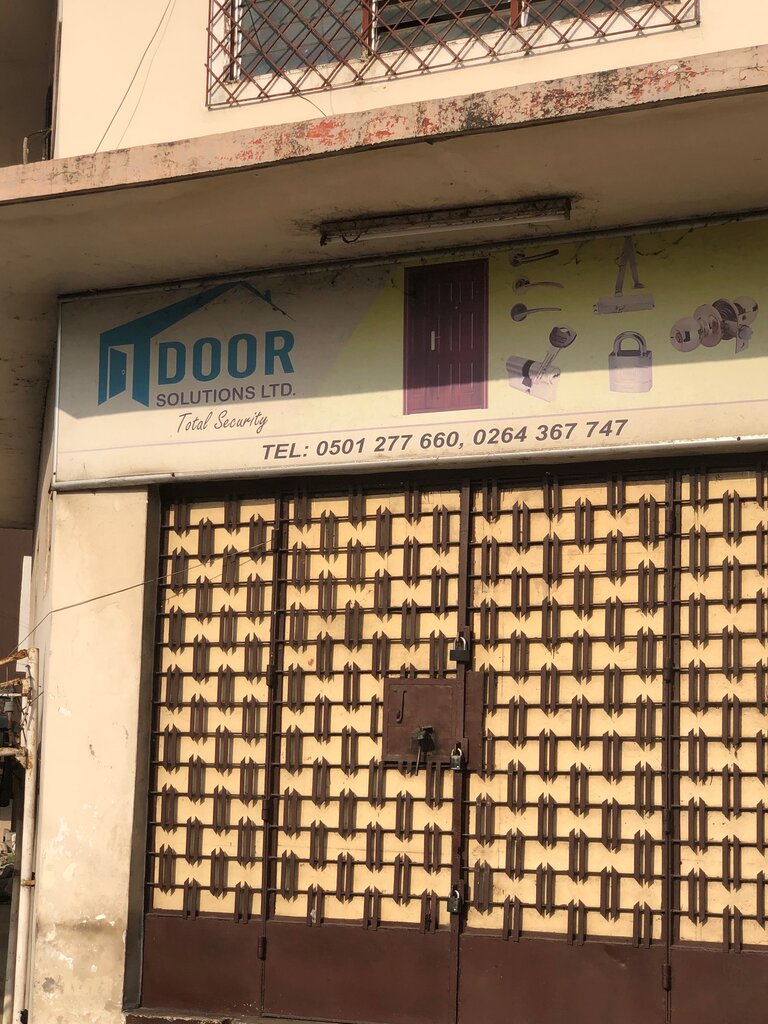 DOOR
SOLUTIONS LTD.
Total Security
TEL: 0501 277 660, 0264 367 747